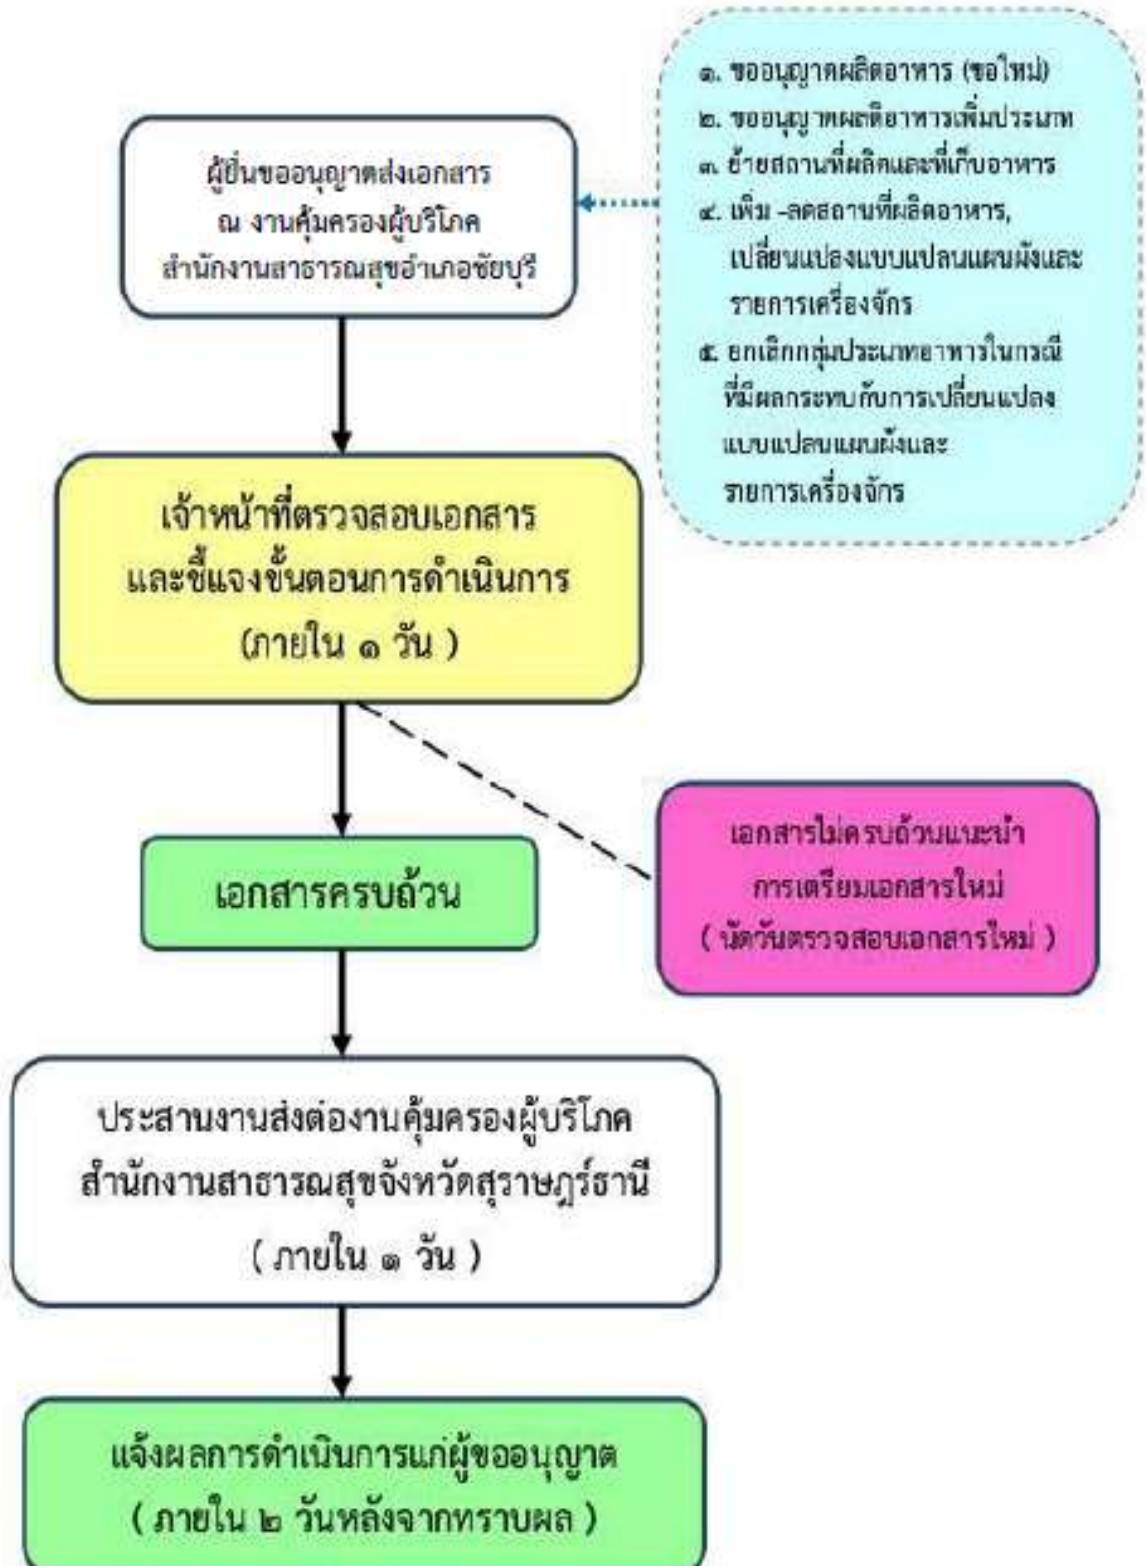 ผู้ยื่นขออนุญาตส่งเอกสาร
ณ งานคุ้มครองผู้บริโภค
สำนักงานสาธารณสุขอำเภอชัยบุรี
๑. ขออนุญาตผลิตอาหาร (ขอใหม่)
๒. ขออนุญาตผลิตอาหารเพิ่มประเภท
๓. ย้ายสถานที่ผลิตและที่เก็บอาหาร
๔. เพิ่ม -ลดสถานที่ผลิตอาหาร,
เปลี่ยนแปลงแบบแปลนแผนผังและ
รายการเครื่องจักร
๕. ยกเลิกกลุ่มประเภทอาหารในกรณี
ที่มีผลกระทบกับการเปลี่ยนแปลง
แบบแปลนแผนผังและ
รายการเครื่องจักร
เจ้าหน้าที่ตรวจสอบเอกสาร
และชี้แจงขั้นตอนการดำเนินการ
(ภายใน ๑ วัน )
เอกสารครบถ้วน
เอกสารไม่ครบถ้วนแนะนำ
การเตรียมเอกสารใหม่
( นัดวันตรวจสอบเอกสารใหม่ )
ประสานงานส่งต่องานคุ้มครองผู้บริโภค
สำนักงานสาธารณสุขจังหวัดสุราษฎร์ธานี
( ภายใน ๑ วัน )
แจ้งผลการดำเนินการแก่ผู้ขออนุญาต
( ภายใน ๒ วันหลังจากทราบผล )